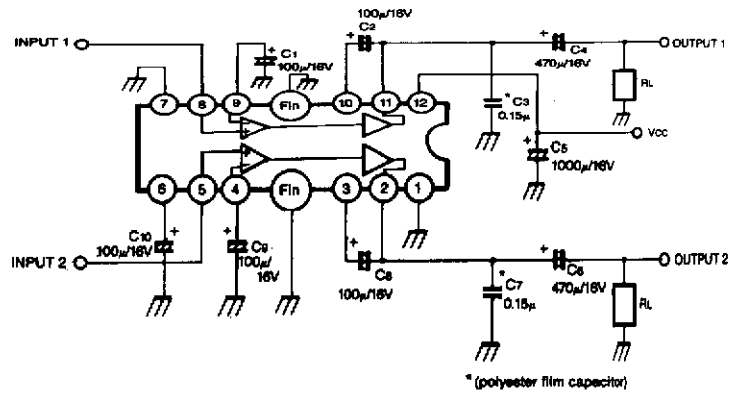 100μ/16V
C2
INPUT 1
C1
100μ/16V
C4
470μ/16V
OUTPUT 1
RL
7
8
9
Fin
10
11
12
* C3
0.15μ
VCC
C5
1000μ/16V
6
5
4
Fin
3
2
1
C10
100μ/16V
C9
100μ/
16V
INPUT 2
C8
100μ/16V
* C7
0.15μ
C6
470μ/16V
OUTPUT 2
RL
* (polyester film capacitor)